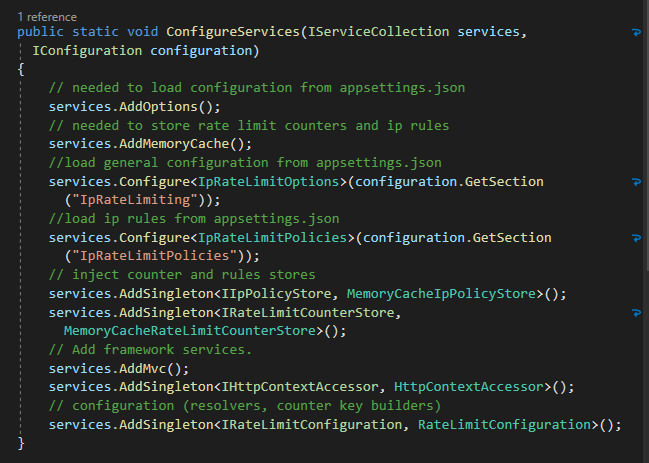 1 reference
public static void ConfigureServices(IServiceCollection services,
IConfiguration configuration)
{
// needed to load configuration from appsettings.json
services.AddOptions();
// needed to store rate limit counters and ip rules
services.AddMemoryCache();
//load general configuration from appsettings.json
services.Configure<IpRateLimitOptions>(configuration.GetSection
("IpRateLimiting"));
//load ip rules from appsettings.json
services.Configure<IpRateLimitPolicies>(configuration.GetSection
("IpRateLimitPolicies"));
// inject counter and rules stores
services.AddSingleton<IIpPolicyStore, MemoryCacheIpPolicyStore>();
services.AddSingleton<IRateLimitCounterStore,
MemoryCacheRateLimitCounterStore>();
// Add framework services.
services.AddMvc();
services.AddSingleton<IHttpContextAccessor, HttpContextAccessor>();
// configuration (resolvers, counter key builders)
services.AddSingleton<IRateLimitConfiguration, RateLimitConfiguration>();
}